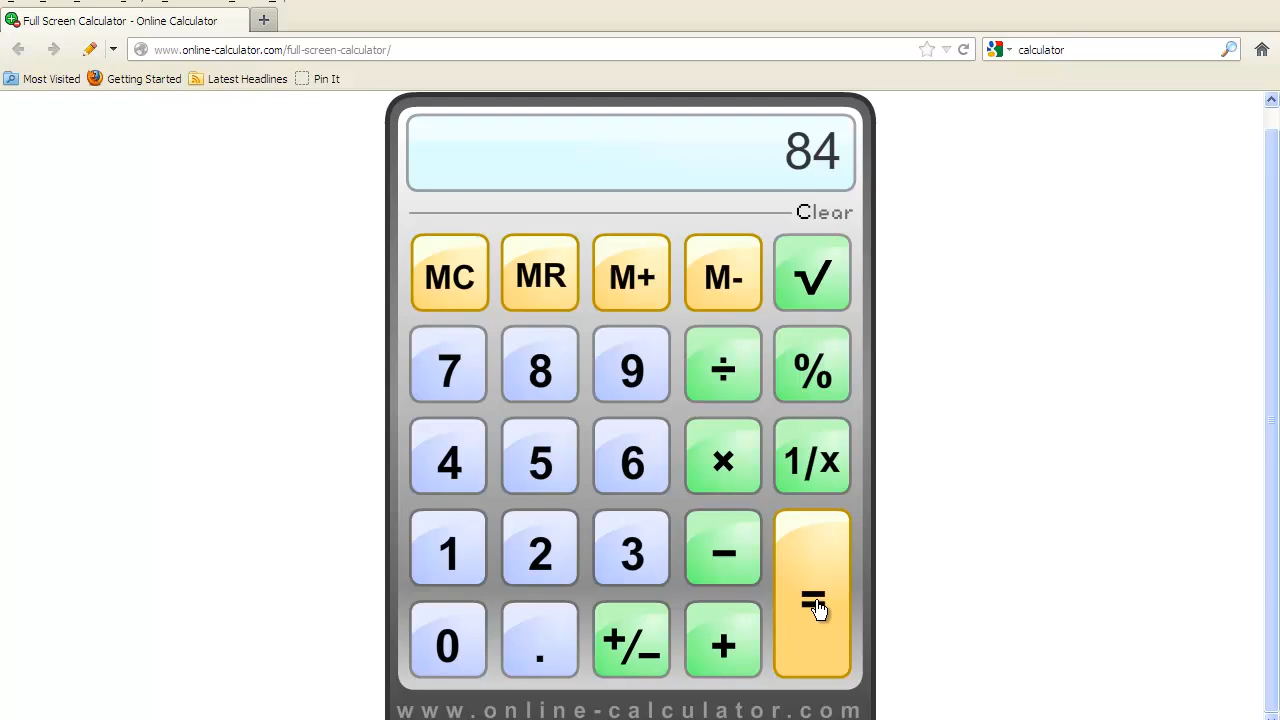 Full Screen Calculator - Online Calculator
www.online-calculator.com/full-screen-calculator/
calculator
Most Visited Getting Started Latest Headlines Pin It
84
Clear
MC MR M+ M- √
7 8 9 ÷ %
4 5 6 × 1/x
1 2 3 − =
0 . +/− +
www.online-calculator.com